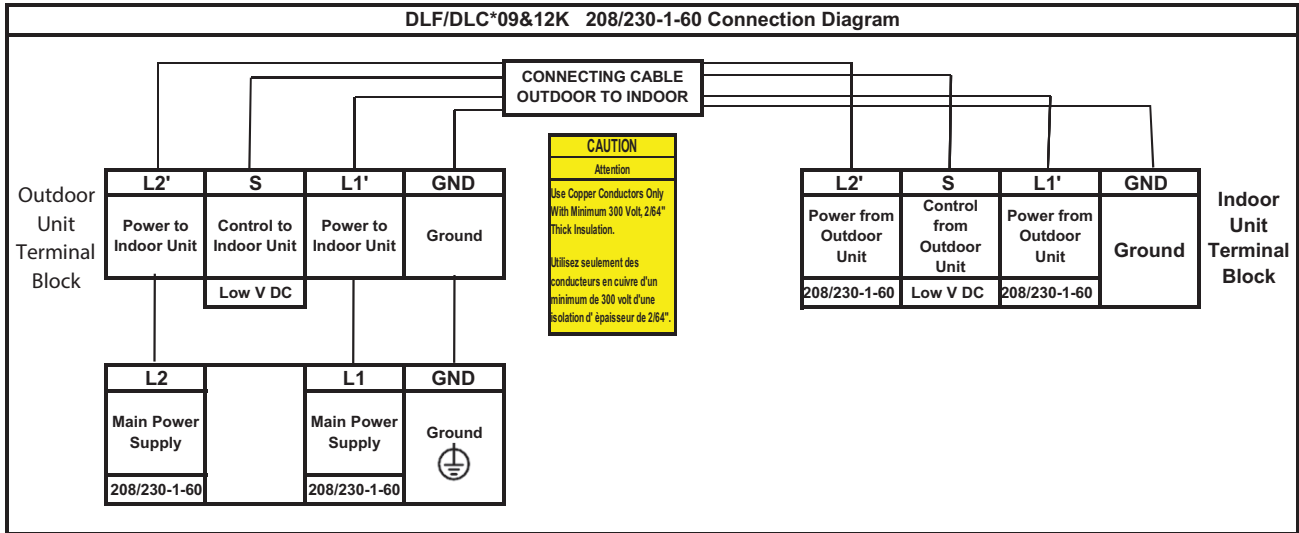 DLF/DLC*09&12K 208/230-1-60 Connection Diagram
CONNECTING CABLE
OUTDOOR TO INDOOR
Outdoor
Unit
Terminal
Block
L2'
S
L1'
GND
Power to
Indoor Unit
Control to
Indoor Unit
Power to
Indoor Unit
Ground
Low V DC
L2
L1
GND
Main Power
Supply
Main Power
Supply
Ground
208/230-1-60
208/230-1-60
CAUTION
Attention
Use Copper Conductors Only
With Minimum 300 Volt, 2/64"
Thick Insulation.
Utilisez seulement des
conducteurs en cuivre d'un
minimum de 300 volt d'une
isolation d' èpaisseur de 2/64".
L2'
S
L1'
GND
Power from
Outdoor
Unit
Control
from
Outdoor
Unit
Power from
Outdoor
Unit
Ground
208/230-1-60
Low V DC
208/230-1-60
Indoor
Unit
Terminal
Block